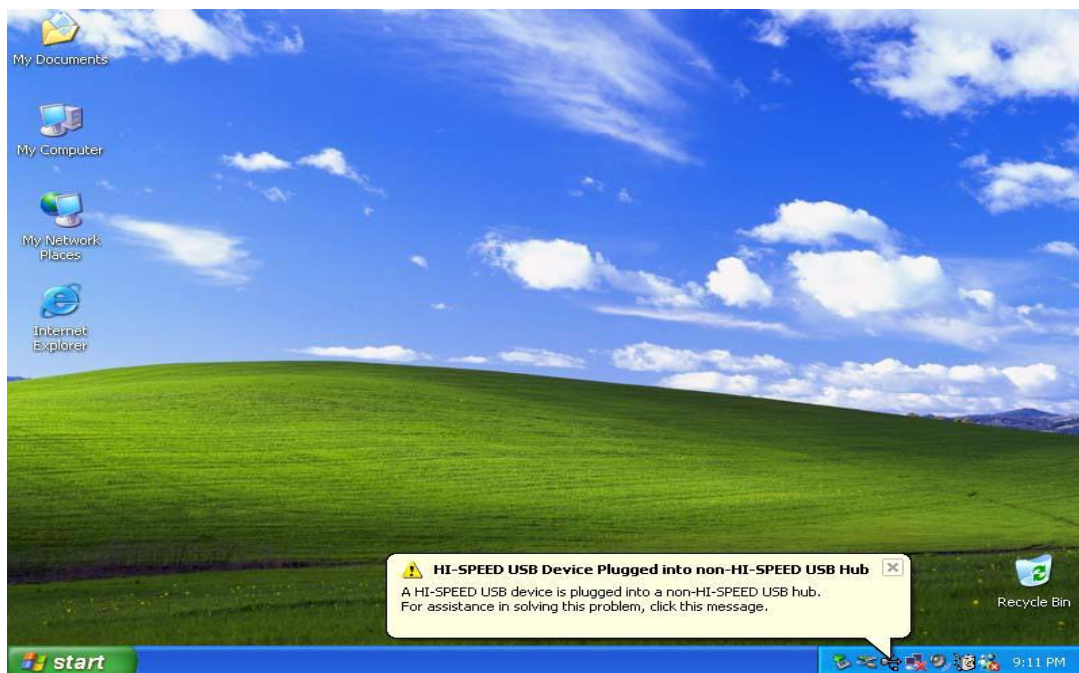 My Documents
My Computer
My Network
Places
Internet
Explorer
HI-SPEED USB Device Plugged into non-HI-SPEED USB Hub
A HI-SPEED USB device is plugged into a non-HI-SPEED USB hub.
For assistance in solving this problem, click this message.
Recycle Bin
start
9:11 PM